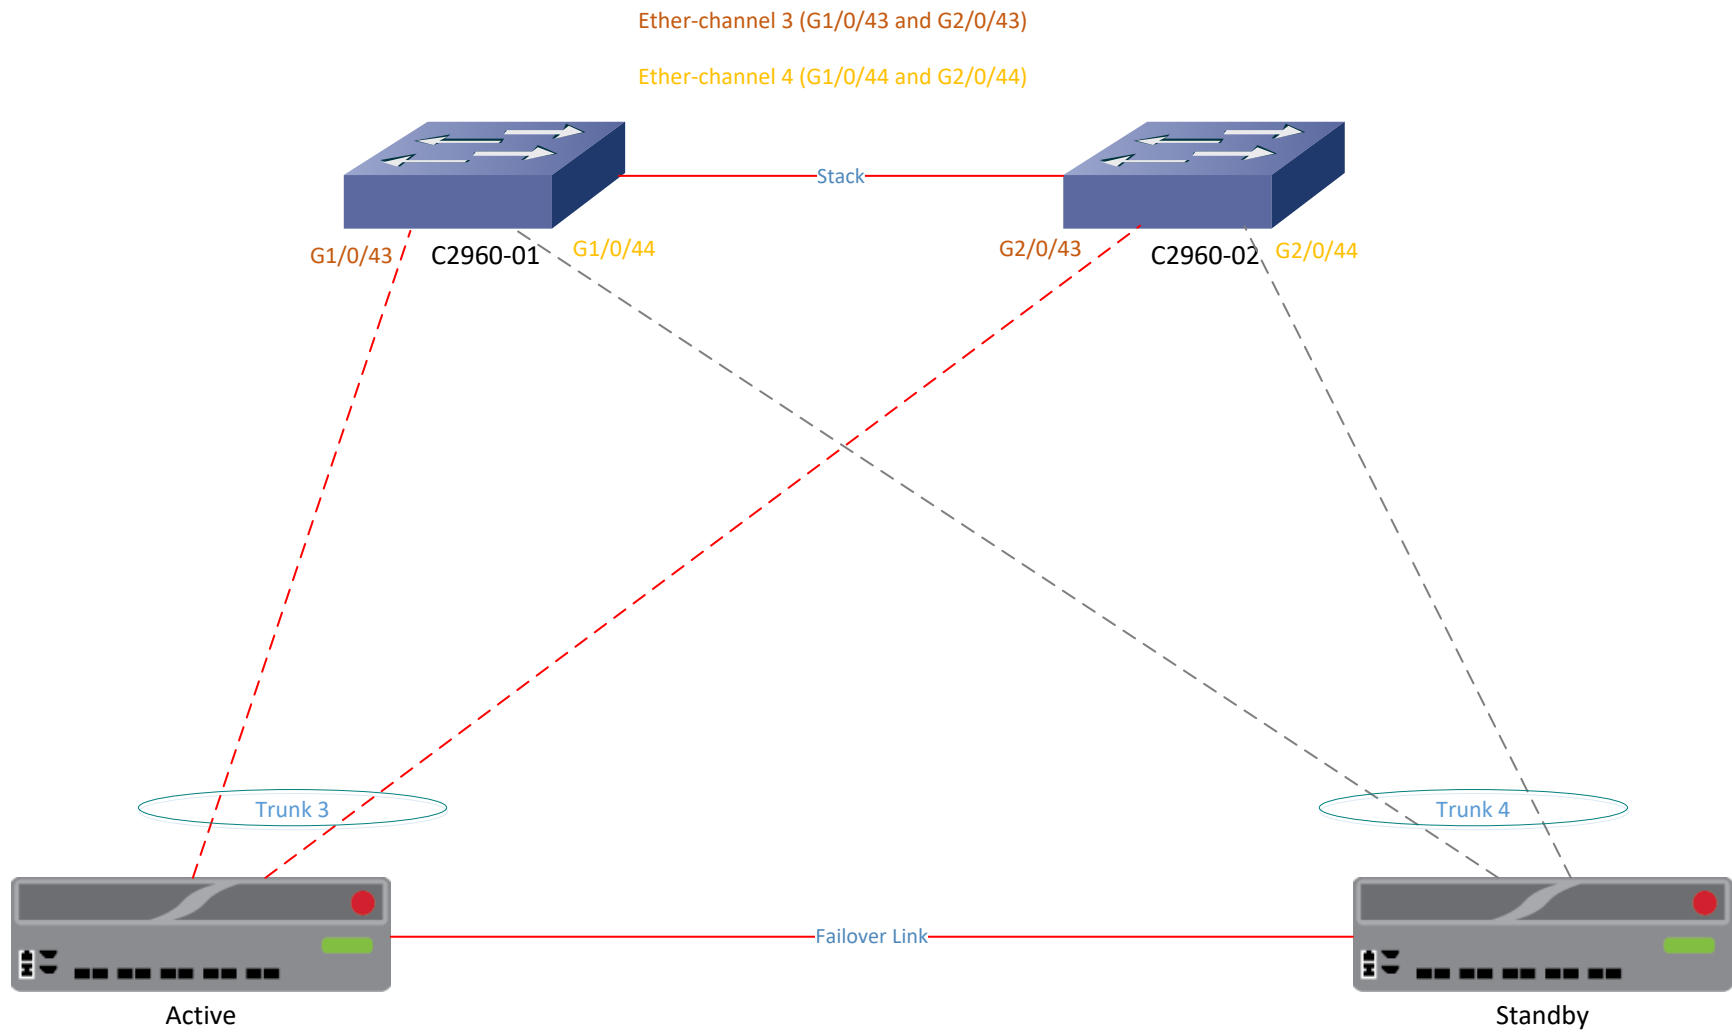 Ether-channel 3 (G1/0/43 and G2/0/43)
Ether-channel 4 (G1/0/44 and G2/0/44)
Stack
G1/0/43
C2960-01
G1/0/44
G2/0/43
C2960-02
G2/0/44
Trunk 3
Trunk 4
Failover Link
Active
Standby